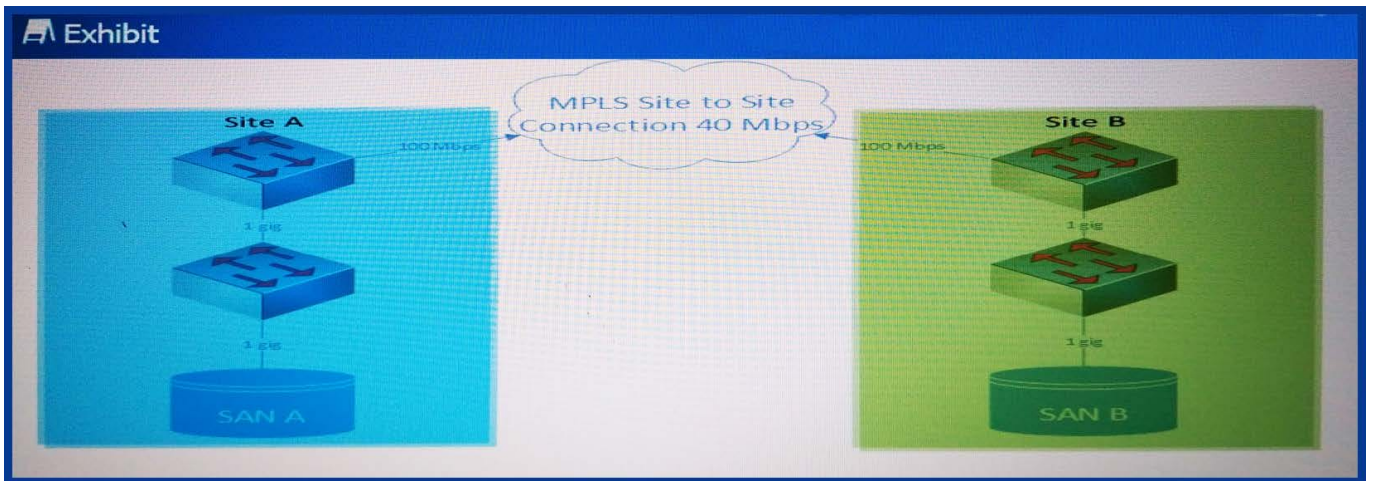 Exhibit
MPLS Site to Site
Connection 40 Mbps
Site A
100 Mbps
1 gig
1 gig
SAN A
Site B
100 Mbps
1 gig
1 gig
SAN B